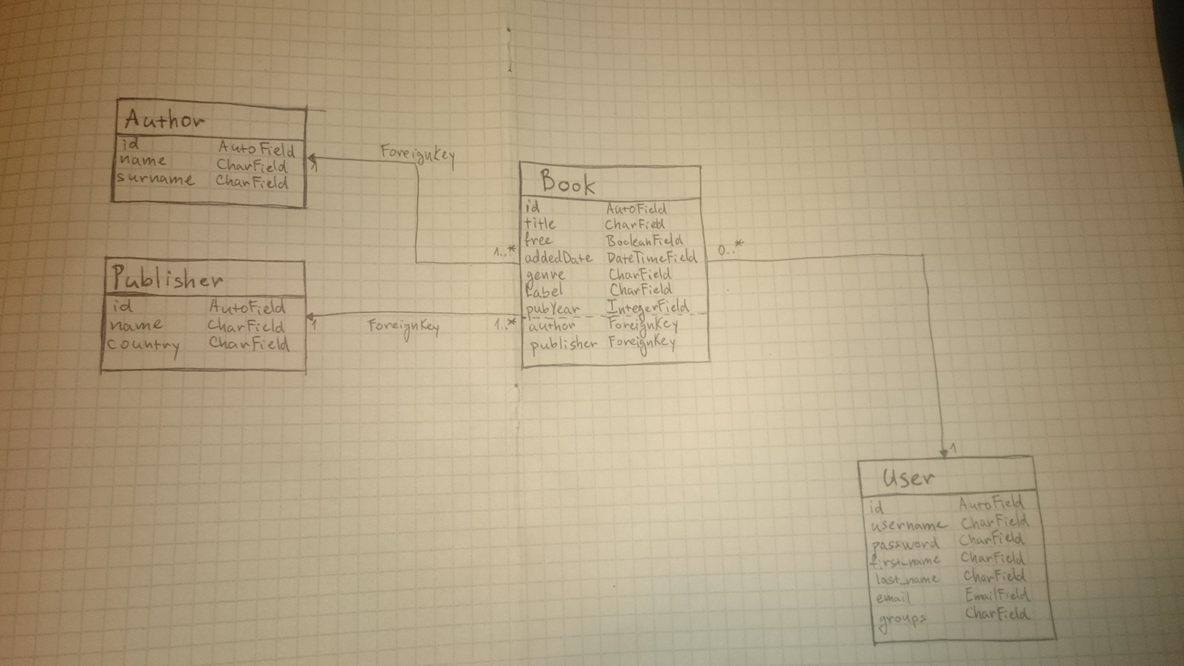 Author
id AutoField
name CharField
surname CharField
ForeignKey
1
1..*
Publisher
id AutoField
name CharField
country CharField
1
ForeignKey
1..*
Book
id AutoField
title CharField
free BooleanField
addedDate DateTimeField
genre CharField
Label CharField
pubYear IntegerField
author ForeignKey
publisher ForeignKey
0..*
1
User
id AutoField
username CharField
password CharField
first_name CharField
last_name CharField
email EmailField
groups CharField